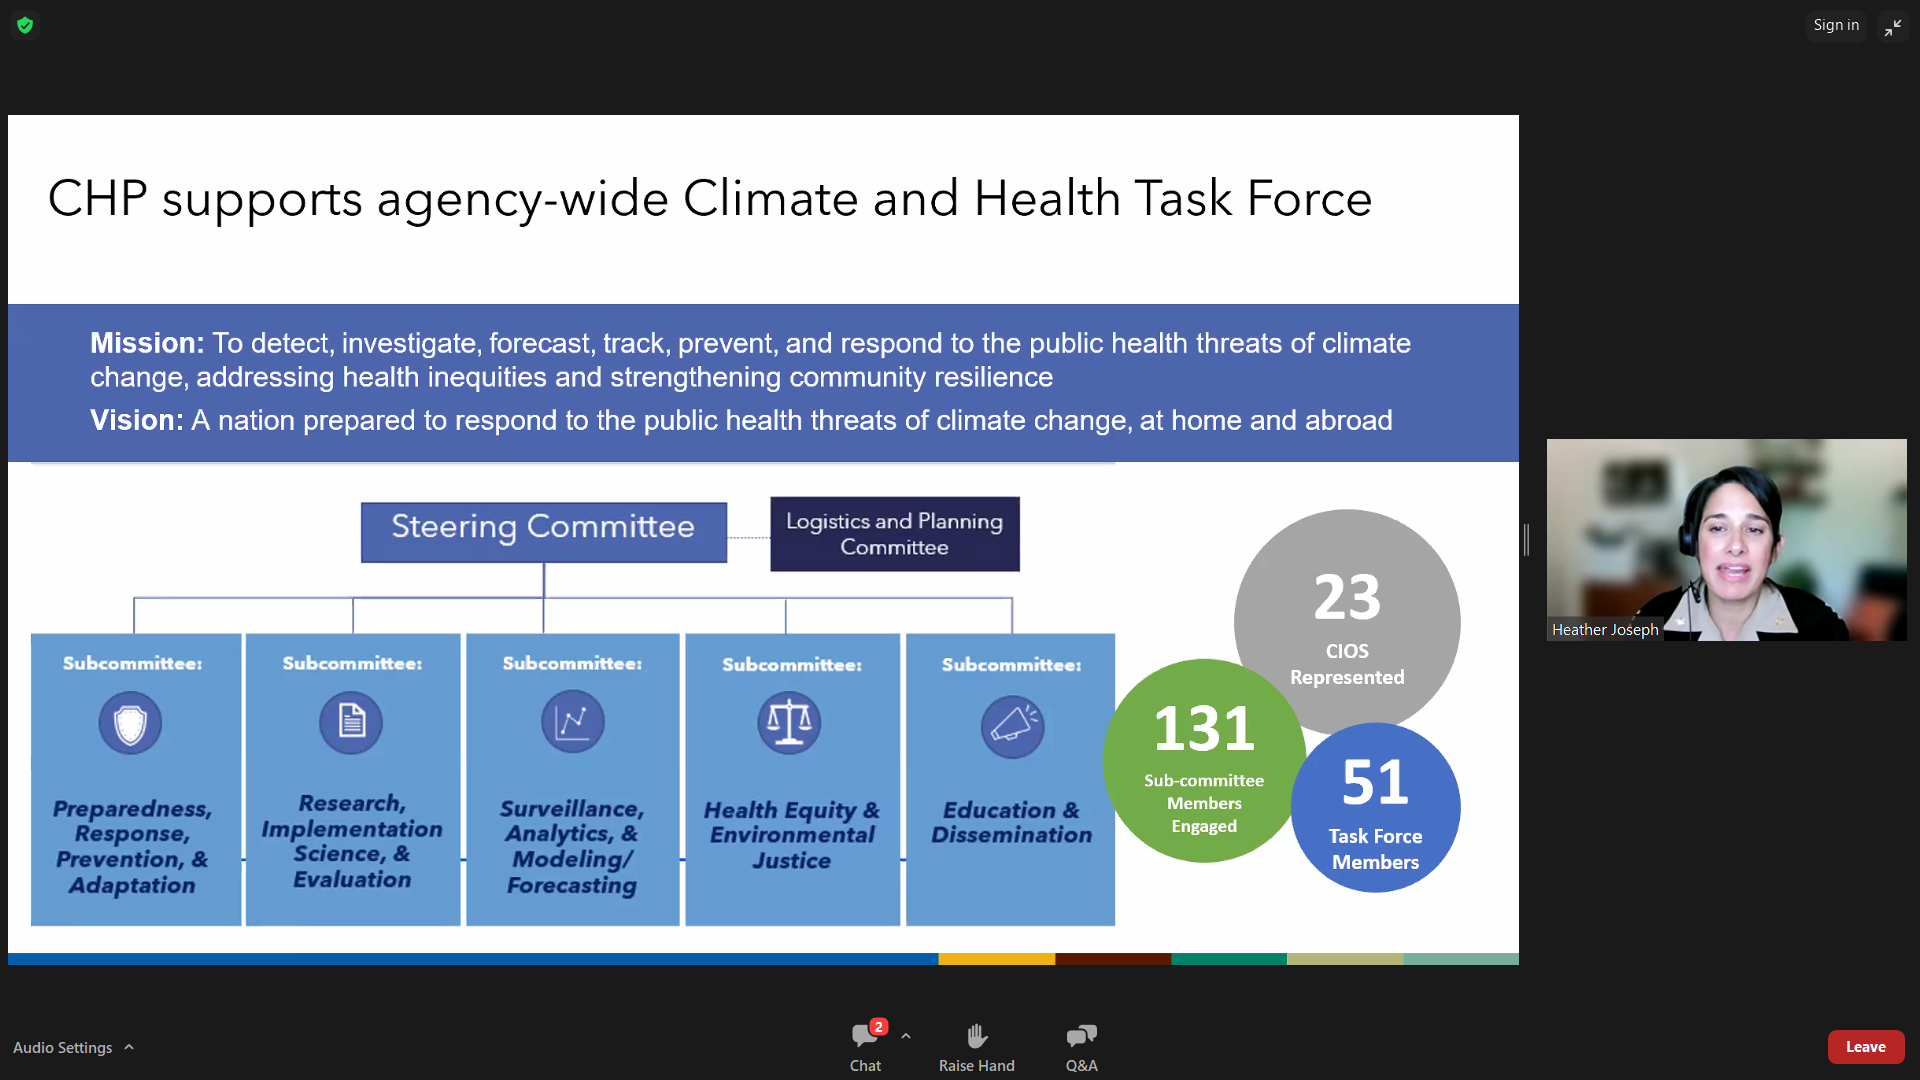 Sign in
CHP supports agency-wide Climate and Health Task Force
Mission: To detect, investigate, forecast, track, prevent, and respond to the public health threats of climate
change, addressing health inequities and strengthening community resilience
Vision: A nation prepared to respond to the public health threats of climate change, at home and abroad
Steering Committee
Logistics and Planning
Committee
Subcommittee:
Preparedness,
Response,
Prevention, &
Adaptation
Subcommittee:
Research,
Implementation
Science, &
Evaluation
Subcommittee:
Surveillance,
Analytics, &
Modeling/
Forecasting
Subcommittee:
Health Equity &
Environmental
Justice
Subcommittee:
Education &
Dissemination
23
CIOS
Represented
131
Sub-committee
Members
Engaged
51
Task Force
Members
Heather Joseph
Audio Settings
2
Chat
Raise Hand
Q&A
Leave